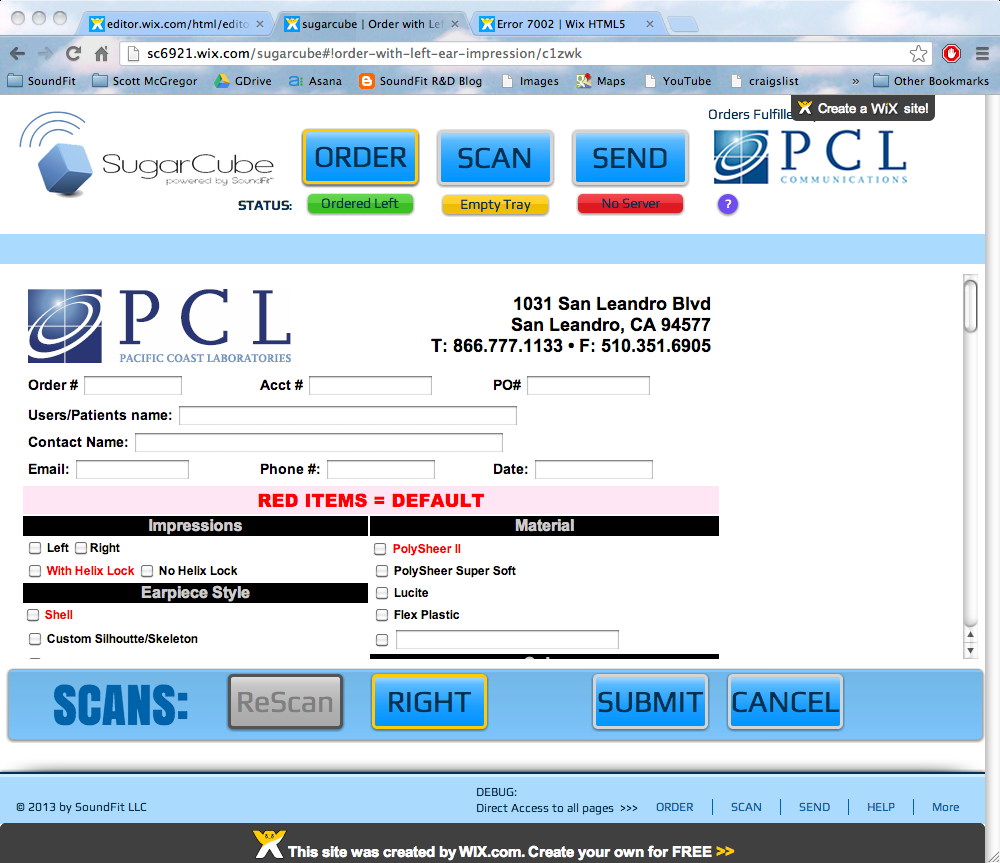 editor.wix.com/html/edito
sugarcube | Order with Lef
Error 7002 | Wix HTML5
sc6921.wix.com/sugarcube#!order-with-left-ear-impression/c1zwk
SoundFit Scott McGregor GDrive Asana SoundFit R&D Blog Images Maps YouTube craigslist » Other Bookmarks
Orders Fulfille
Create a WiX site!
SugarCube
powered by SoundFit
ORDER SCAN SEND
PCL
COMMUNICATIONS
STATUS: Ordered Left Empty Tray No Server ?
PCL
PACIFIC COAST LABORATORIES
1031 San Leandro Blvd
San Leandro, CA 94577
T: 866.777.1133 • F: 510.351.6905
Order # Acct # PO#
Users/Patients name:
Contact Name:
Email: Phone #: Date:
RED ITEMS = DEFAULT
Impressions
Left Right
With Helix Lock No Helix Lock
Earpiece Style
Shell
Custom Silhoutte/Skeleton
Material
PolySheer II
PolySheer Super Soft
Lucite
Flex Plastic
SCANS: ReScan RIGHT SUBMIT CANCEL
DEBUG:
© 2013 by SoundFit LLC
Direct Access to all pages >>> ORDER SCAN SEND HELP More
This site was created by WIX.com. Create your own for FREE >>